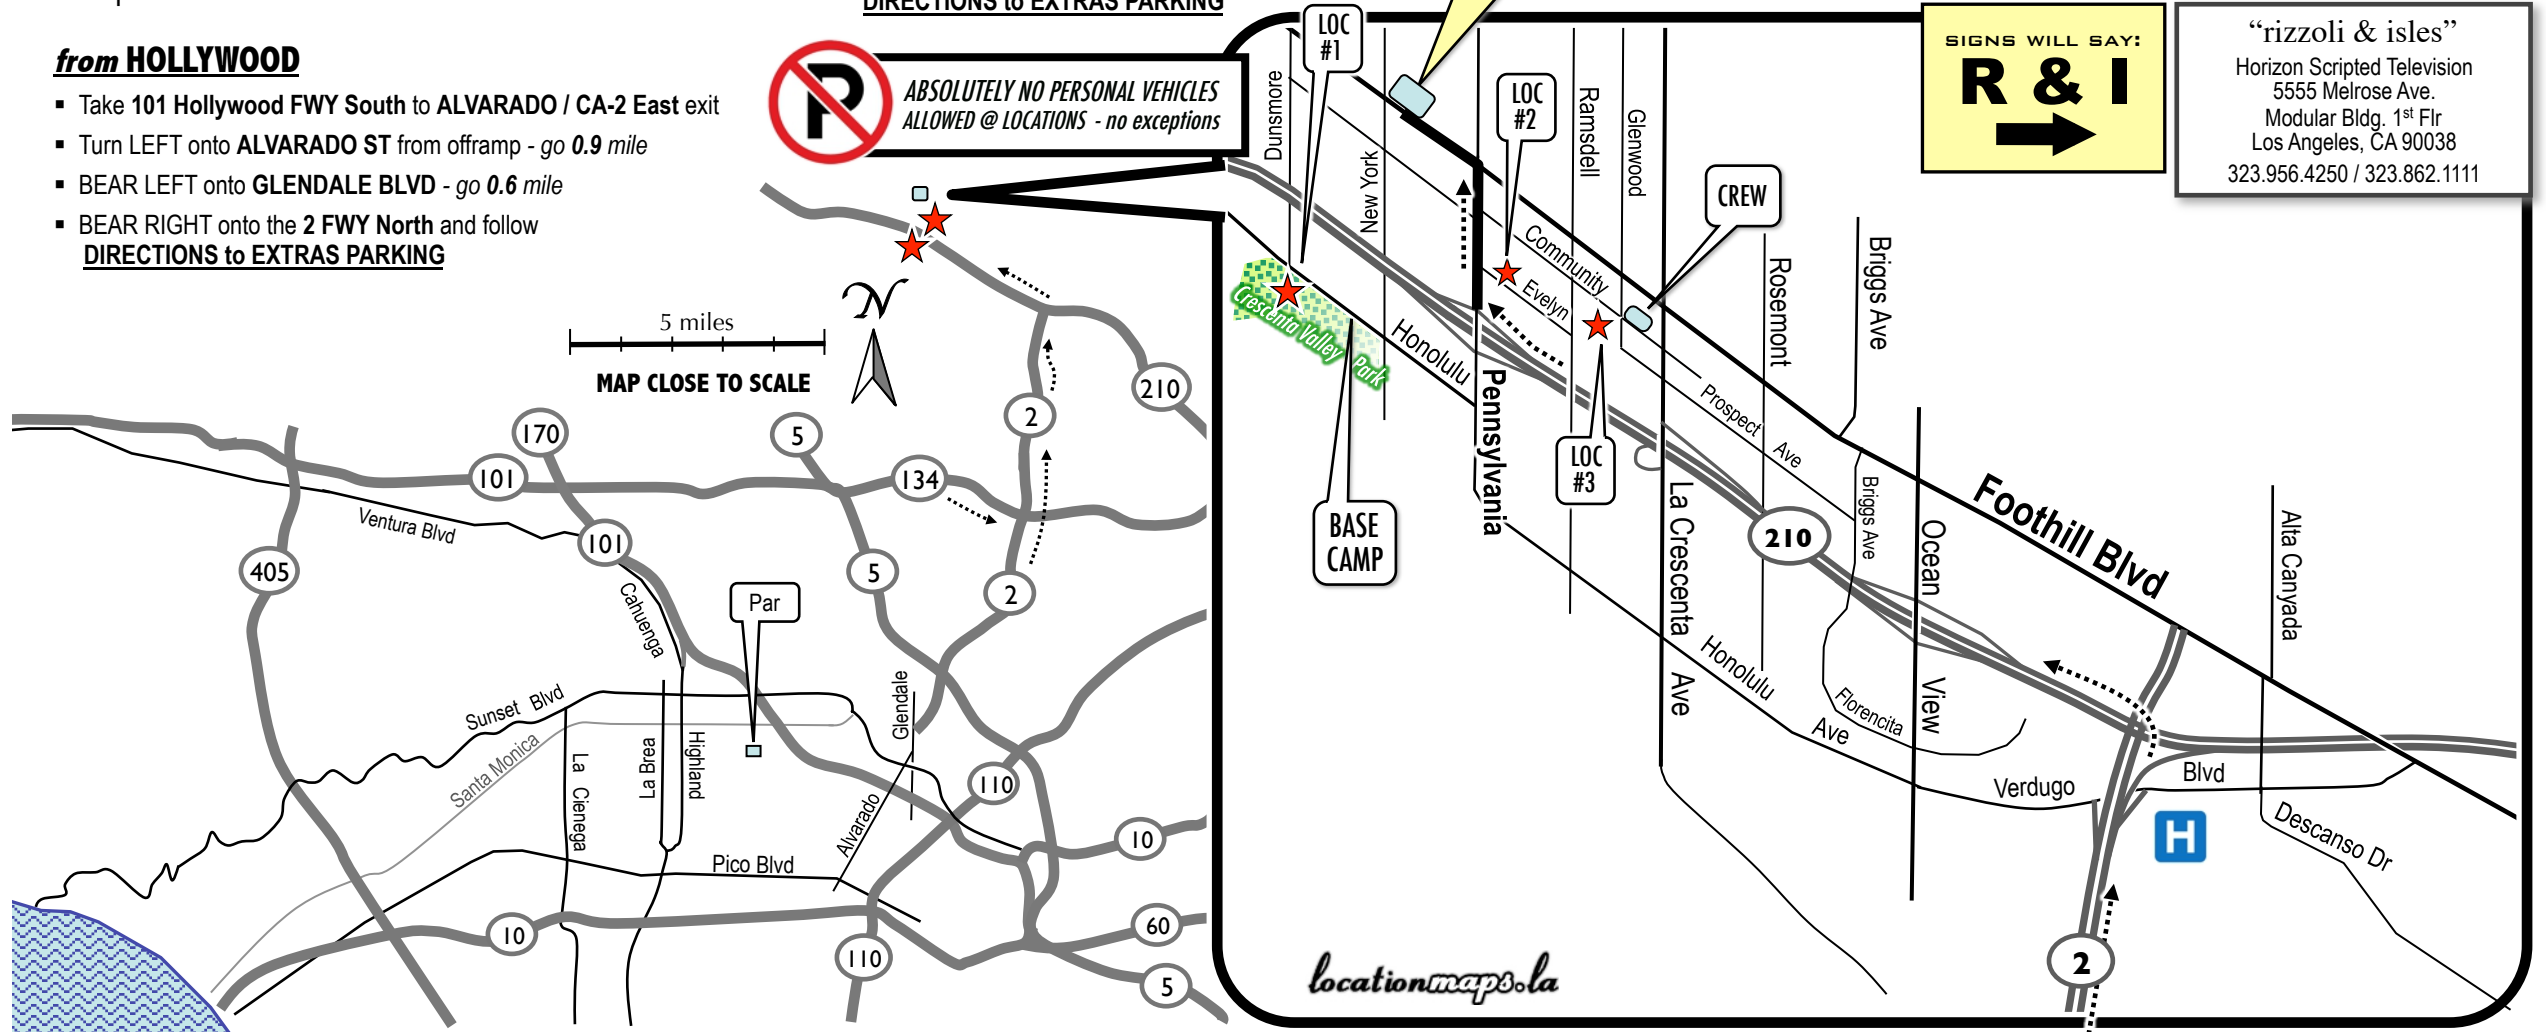 DIRECTIONS to EXTRAS PARKING
from HOLLYWOOD
▪ Take 101 Hollywood FWY South to ALVARADO / CA-2 East exit
▪ Turn LEFT onto ALVARADO ST from offramp - go 0.9 mile
▪ BEAR LEFT onto GLENDALE BLVD - go 0.6 mile
▪ BEAR RIGHT onto the 2 FWY North and follow
DIRECTIONS to EXTRAS PARKING
P
ABSOLUTELY NO PERSONAL VEHICLES
ALLOWED @ LOCATIONS - no exceptions
SIGNS WILL SAY:
R & I
“rizzoli & isles”
Horizon Scripted Television
5555 Melrose Ave.
Modular Bldg. 1st Flr
Los Angeles, CA 90038
323.956.4250 / 323.862.1111
N
5 miles
MAP CLOSE TO SCALE
210
2
170
5
101
134
Ventura Blvd
101
405
5
2
Cahuenga
Par
Sunset Blvd
Santa Monica
Glendale
La Brea
Highland
La Cienega
110
Alvarado
10
Pico Blvd
10
60
110
5
LOC
#1
Dunsmore
New York
LOC
#2
Ramsdell
Glenwood
CREW
Community
Evelyn
Rosemont
Briggs Ave
Crescenta Valley Park
Honolulu
Pennsylvania
Prospect Ave
LOC
#3
BASE
CAMP
La Crescenta Ave
210
Briggs Ave
Ocean View
Foothill Blvd
Alta Canyada
Honolulu Ave
Florencita
Verdugo Blvd
H
Descanso Dr
2
locationmaps.la